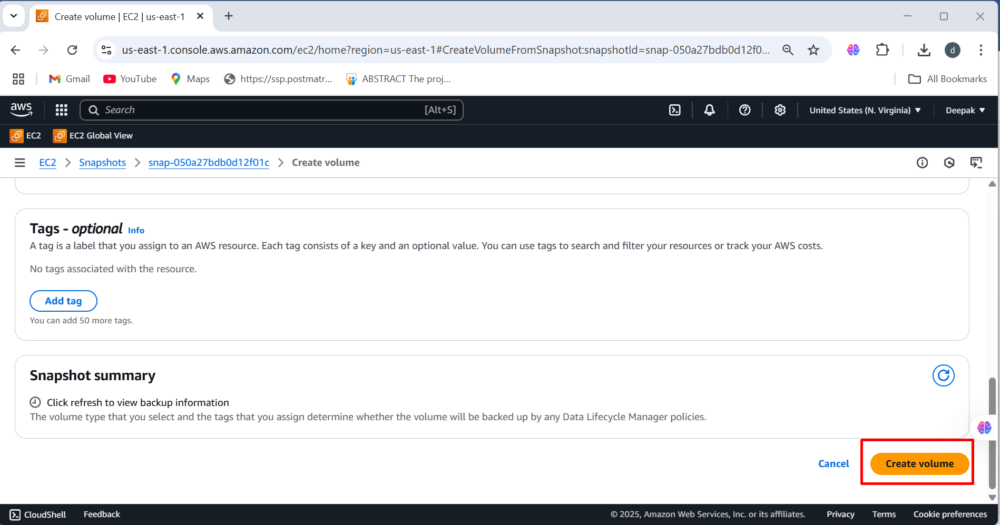 Create volume | EC2 | us-east-1
us-east-1.console.aws.amazon.com/ec2/home?region=us-east-1#CreateVolumeFromSnapshot:snapshotId=snap-050a27bdb0d12f0...
d
Gmail
YouTube
Maps
https://ssp.postmatr...
ABSTRACT The proj...
All Bookmarks
aws
Search
[Alt+S]
United States (N. Virginia)
Deepak
EC2
EC2 Global View
EC2
Snapshots
snap-050a27bdb0d12f01c
Create volume
Tags - optional Info
A tag is a label that you assign to an AWS resource. Each tag consists of a key and an optional value. You can use tags to search and filter your resources or track your AWS costs.
No tags associated with the resource.
Add tag
You can add 50 more tags.
Snapshot summary
Click refresh to view backup information
The volume type that you select and the tags that you assign determine whether the volume will be backed up by any Data Lifecycle Manager policies.
Cancel
Create volume
CloudShell
Feedback
© 2025, Amazon Web Services, Inc. or its affiliates.
Privacy
Terms
Cookie preferences